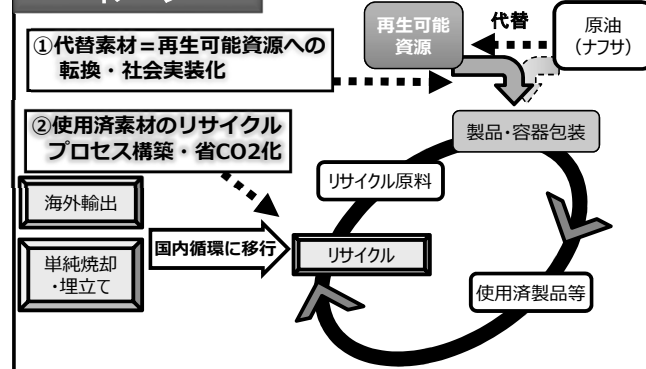 ①代替素材＝再生可能資源への
転換・社会実装化
再生可能
資源
代替
原油
（ナフサ）
②使用済素材のリサイクル
プロセス構築・省CO2化
製品・容器包装
リサイクル原料
海外輸出
国内循環に移行
リサイクル
単純焼却
・埋立て
使用済製品等